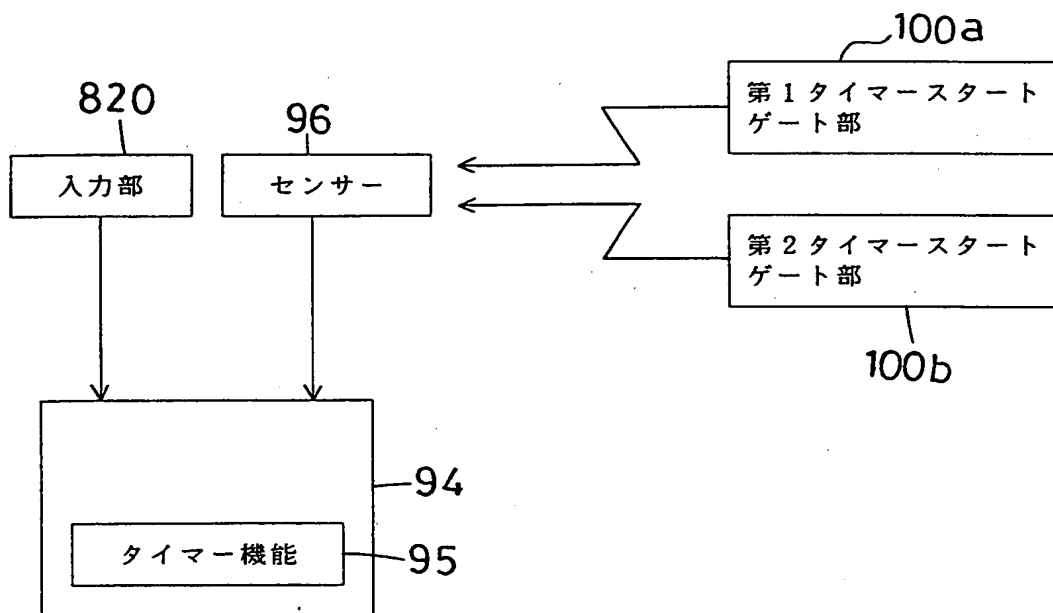 100a
第1タイマースタート
ゲート部
820
96
入力部
センサー
第2タイマースタート
ゲート部
100b
94
タイマー機能
95